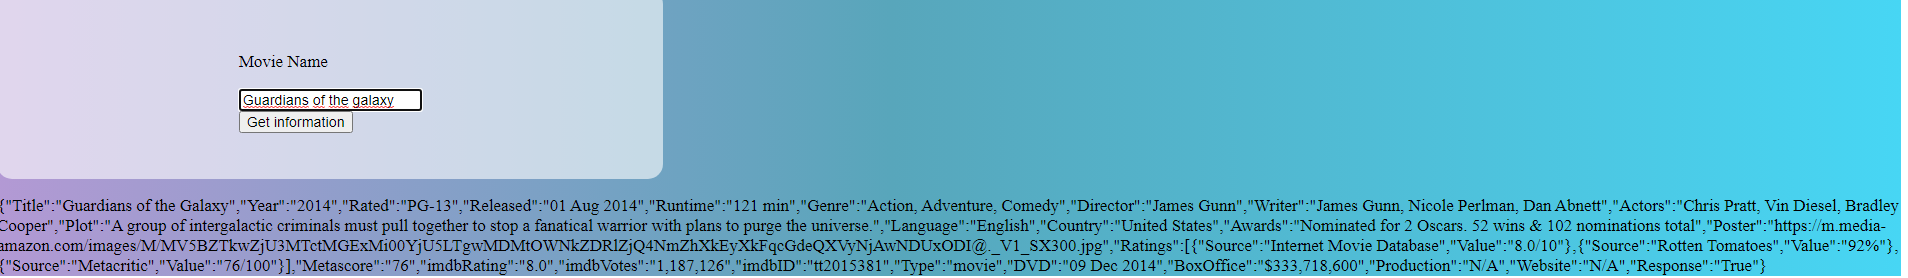 Movie Name
Guardians of the galaxy
Get information
{"Title":"Guardians of the Galaxy","Year":"2014","Rated":"PG-13","Released":"01 Aug 2014","Runtime":"121 min","Genre":"Action, Adventure, Comedy","Director":"James Gunn","Writer":"James Gunn, Nicole Perlman, Dan Abnett","Actors":"Chris Pratt, Vin Diesel, Bradley
Cooper","Plot":"A group of intergalactic criminals must pull together to stop a fanatical warrior with plans to purge the universe.","Language":"English","Country":"United States","Awards":"Nominated for 2 Oscars. 52 wins & 102 nominations total","Poster":"https://m.media-
amazon.com/images/M/MV5BZTkwZjU3MTctMGExMi00YjU5LTgwMDMtOWNkZDRlZjQ4NmZhXkEyXkFqcGdeQXVyNjAwNDUxODI@._V1_SX300.jpg","Ratings":[{"Source":"Internet Movie Database","Value":"8.0/10"},{"Source":"Rotten Tomatoes","Value":"92%"},
{"Source":"Metacritic","Value":"76/100"}],"Metascore":"76","imdbRating":"8.0","imdbVotes":"1,187,126","imdbID":"tt2015381","Type":"movie","DVD":"09 Dec 2014","BoxOffice":"$333,718,600","Production":"N/A","Website":"N/A","Response":"True"}